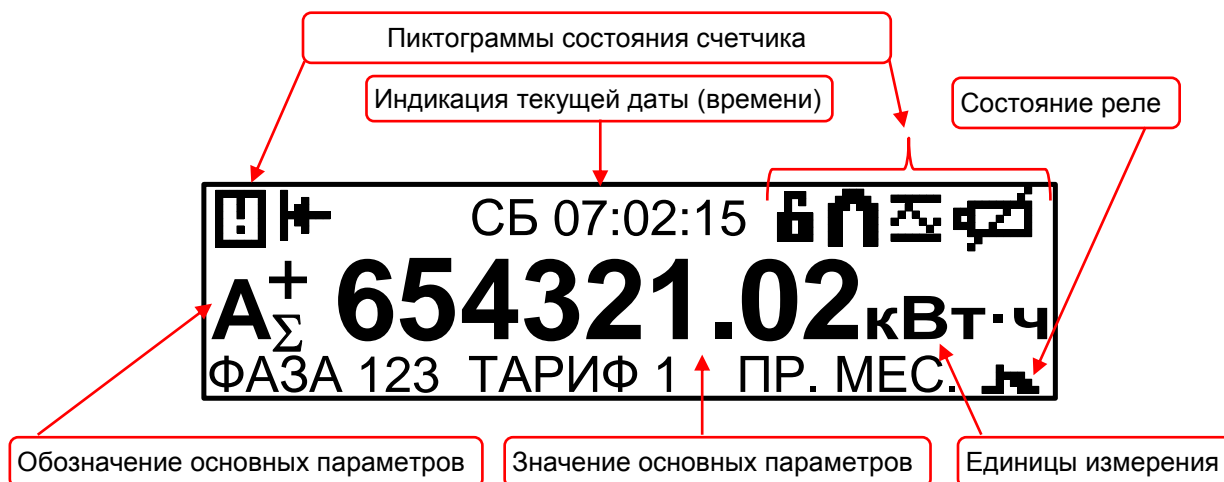 Пиктограммы состояния счетчика
Индикация текущей даты (времени)
Состояние реле
СБ 07:02:15
A+Σ 654321.02 кВт·ч
ФАЗА 123 ТАРИФ 1 ПР. МЕС.
Обозначение основных параметров
Значение основных параметров
Единицы измерения